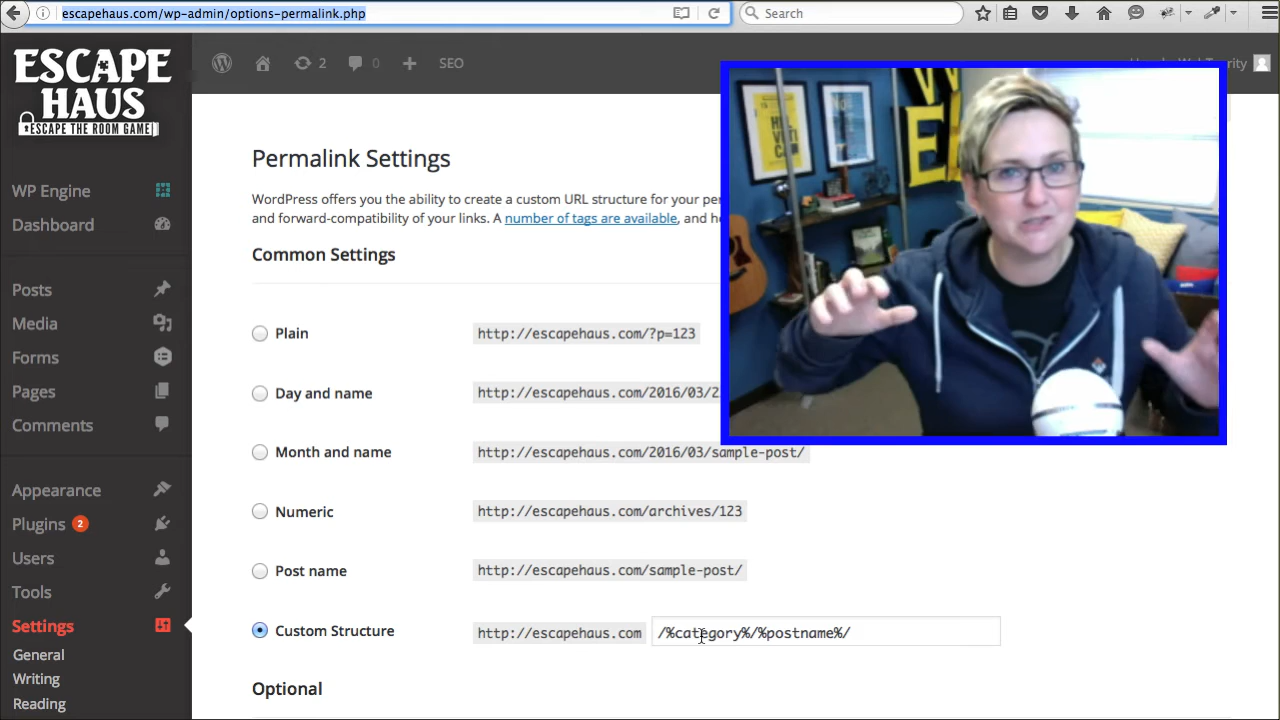 escapehaus.com/wp-admin/options-permalink.php
Search
ESCAPE
HAUS
ESCAPE THE ROOM GAME
2
0
SEO
WP Engine
Dashboard
Posts
Media
Forms
Pages
Comments
Appearance
Plugins 2
Users
Tools
Settings
General
Writing
Reading
Permalink Settings
WordPress offers you the ability to create a custom URL structure for your
and forward-compatibility of your links. A number of tags are available, and
Common Settings
Plain http://escapehaus.com/?p=123
Day and name http://escapehaus.com/2016/03/2
Month and name http://escapehaus.com/2016/03/sample-post/
Numeric http://escapehaus.com/archives/123
Post name http://escapehaus.com/sample-post/
Custom Structure http://escapehaus.com /%category%/%postname%/
Optional